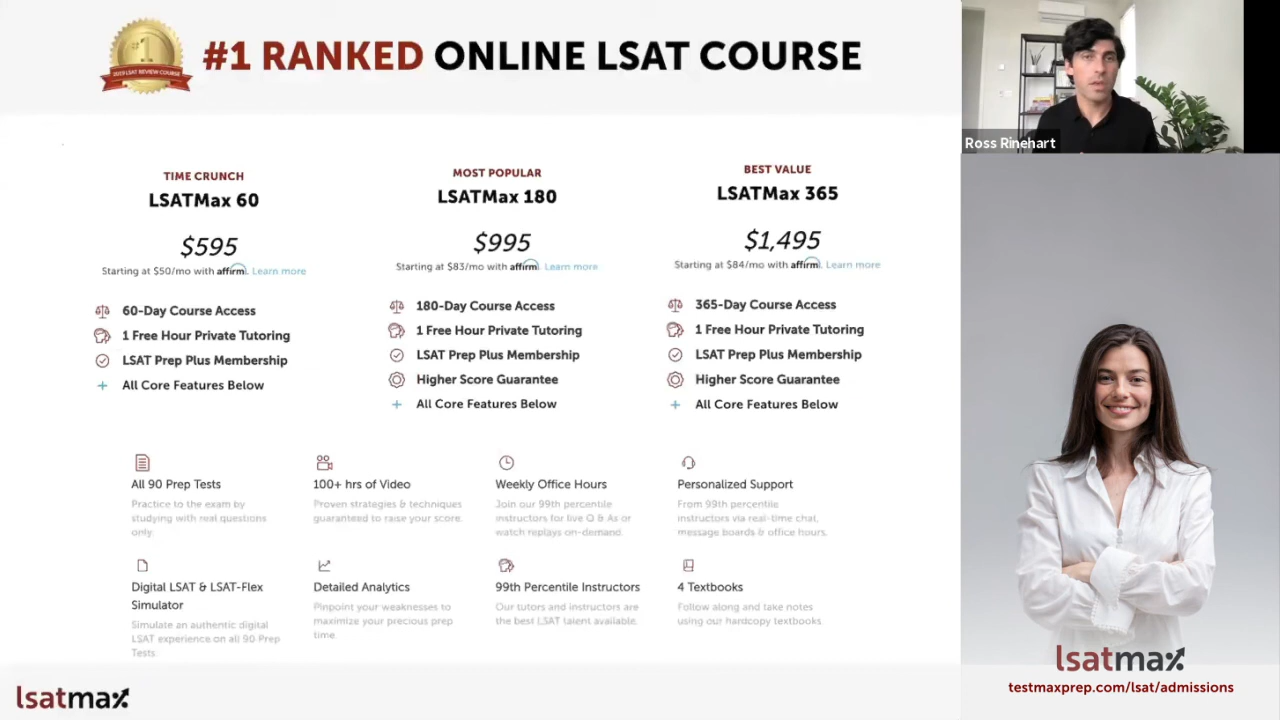 #1
2019 LSAT REVIEW COURSE
#1 RANKED ONLINE LSAT COURSE
TIME CRUNCH
LSATMax 60
$595
Starting at $50/mo with affirm. Learn more
60-Day Course Access
1 Free Hour Private Tutoring
LSAT Prep Plus Membership
+ All Core Features Below
MOST POPULAR
LSATMax 180
$995
Starting at $83/mo with affirm. Learn more
180-Day Course Access
1 Free Hour Private Tutoring
LSAT Prep Plus Membership
Higher Score Guarantee
+ All Core Features Below
BEST VALUE
LSATMax 365
$1,495
Starting at $84/mo with affirm. Learn more
365-Day Course Access
1 Free Hour Private Tutoring
LSAT Prep Plus Membership
Higher Score Guarantee
+ All Core Features Below
All 90 Prep Tests
Practice to the exam by
studying with real questions
only.
100+ hrs of Video
Proven strategies & techniques
guaranteed to raise your score.
Weekly Office Hours
Join our 99th percentile
instructors for live Q & As or
watch replays on-demand.
Personalized Support
From 99th percentile
instructors via real-time chat,
message boards & office hours.
Digital LSAT & LSAT-Flex
Simulator
Simulate an authentic digital
LSAT experience on all 90 Prep
Tests.
Detailed Analytics
Pinpoint your weaknesses to
maximize your precious prep
time.
99th Percentile Instructors
Our tutors and instructors are
the best LSAT talent available.
4 Textbooks
Follow along and take notes
using our hardcopy textbooks.
lsatmax
Ross Rinehart
lsatmax
testmaxprep.com/lsat/admissions